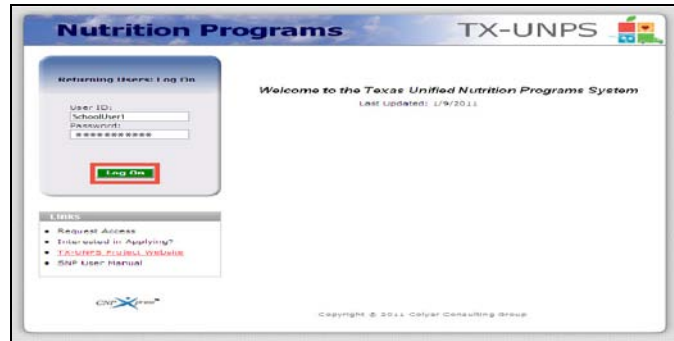 Nutrition Programs
TX-UNPS
Returning Users: Log On
User ID:
SchoolUser1
Password:
***********
Log On
Welcome to the Texas Unified Nutrition Programs System
Last Updated: 1/9/2011
LINKS
• Request Access
• Interested in Applying?
• TX-UNPS Project Website
• SNP User Manual
CNPXpress
Copyright © 2011 Colyar Consulting Group